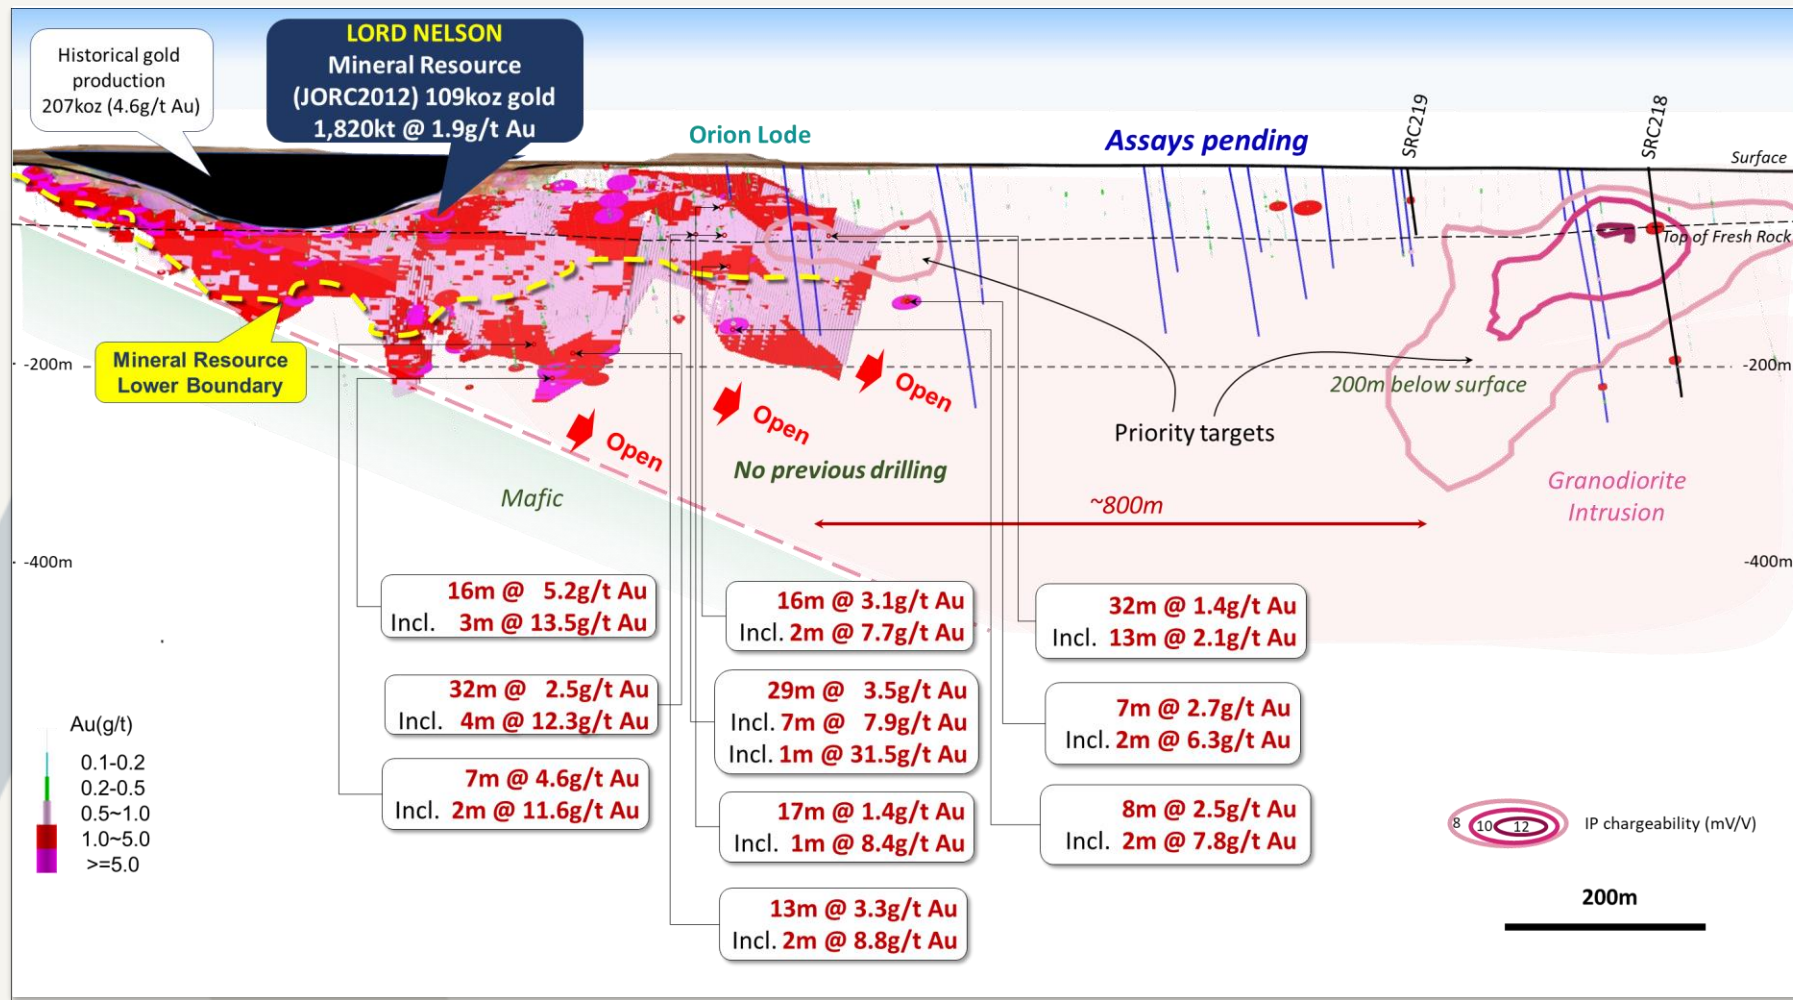 Historical gold
production
207koz (4.6g/t Au)
LORD NELSON
Mineral Resource
(JORC2012) 109koz gold
1,820kt @ 1.9g/t Au
Orion Lode
Assays pending
SRC219
SRC218
Surface
Top of Fresh Rock
Mineral Resource
Lower Boundary
-200m
-200m
200m below surface
Open
Open
Open
Priority targets
No previous drilling
Mafic
~800m
Granodiorite
Intrusion
-400m
-400m
16m @ 5.2g/t Au
Incl. 3m @ 13.5g/t Au
32m @ 2.5g/t Au
Incl. 4m @ 12.3g/t Au
7m @ 4.6g/t Au
Incl. 2m @ 11.6g/t Au
16m @ 3.1g/t Au
Incl. 2m @ 7.7g/t Au
29m @ 3.5g/t Au
Incl. 7m @ 7.9g/t Au
Incl. 1m @ 31.5g/t Au
17m @ 1.4g/t Au
Incl. 1m @ 8.4g/t Au
13m @ 3.3g/t Au
Incl. 2m @ 8.8g/t Au
32m @ 1.4g/t Au
Incl. 13m @ 2.1g/t Au
7m @ 2.7g/t Au
Incl. 2m @ 6.3g/t Au
8m @ 2.5g/t Au
Incl. 2m @ 7.8g/t Au
Au(g/t)
0.1-0.2
0.2-0.5
0.5~1.0
1.0~5.0
>=5.0
8 10 12 IP chargeability (mV/V)
200m